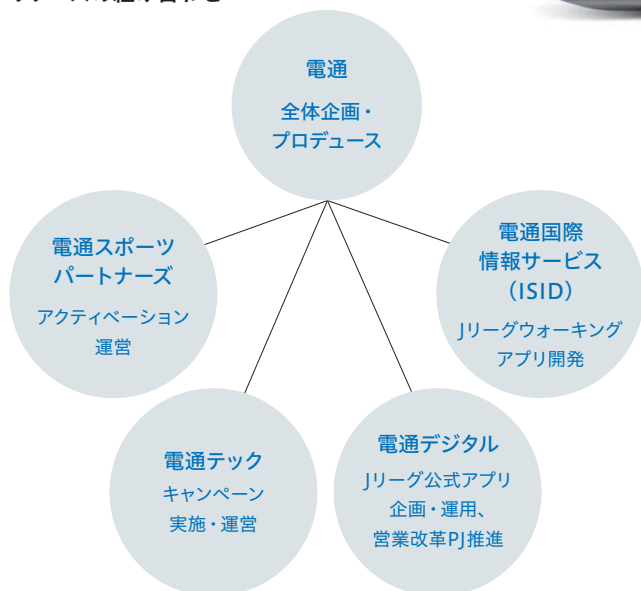 電通
全体企画・
プロデュース
電通スポーツ
パートナーズ
アクティベーション
運営
電通国際
情報サービス
(ISID)
Jリーグウォーキング
アプリ開発
電通テック
キャンペーン
実施・運営
電通デジタル
Jリーグ公式アプリ
企画・運用、
営業改革PJ推進